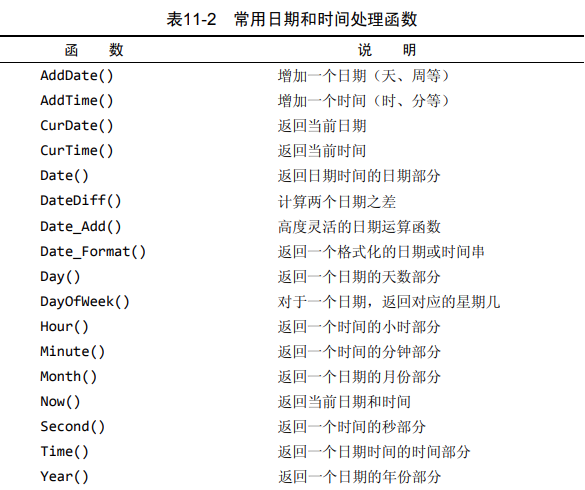 表11-2 常用日期和时间处理函数
函 数 说 明
AddDate() 增加一个日期（天、周等）
AddTime() 增加一个时间（时、分等）
CurDate() 返回当前日期
CurTime() 返回当前时间
Date() 返回日期时间的日期部分
DateDiff() 计算两个日期之差
Date_Add() 高度灵活的日期运算函数
Date_Format() 返回一个格式化的日期或时间串
Day() 返回一个日期的天数部分
DayOfWeek() 对于一个日期，返回对应的星期几
Hour() 返回一个时间的小时部分
Minute() 返回一个时间的分钟部分
Month() 返回一个日期的月份部分
Now() 返回当前日期和时间
Second() 返回一个时间的秒部分
Time() 返回一个日期时间的时间部分
Year() 返回一个日期的年份部分